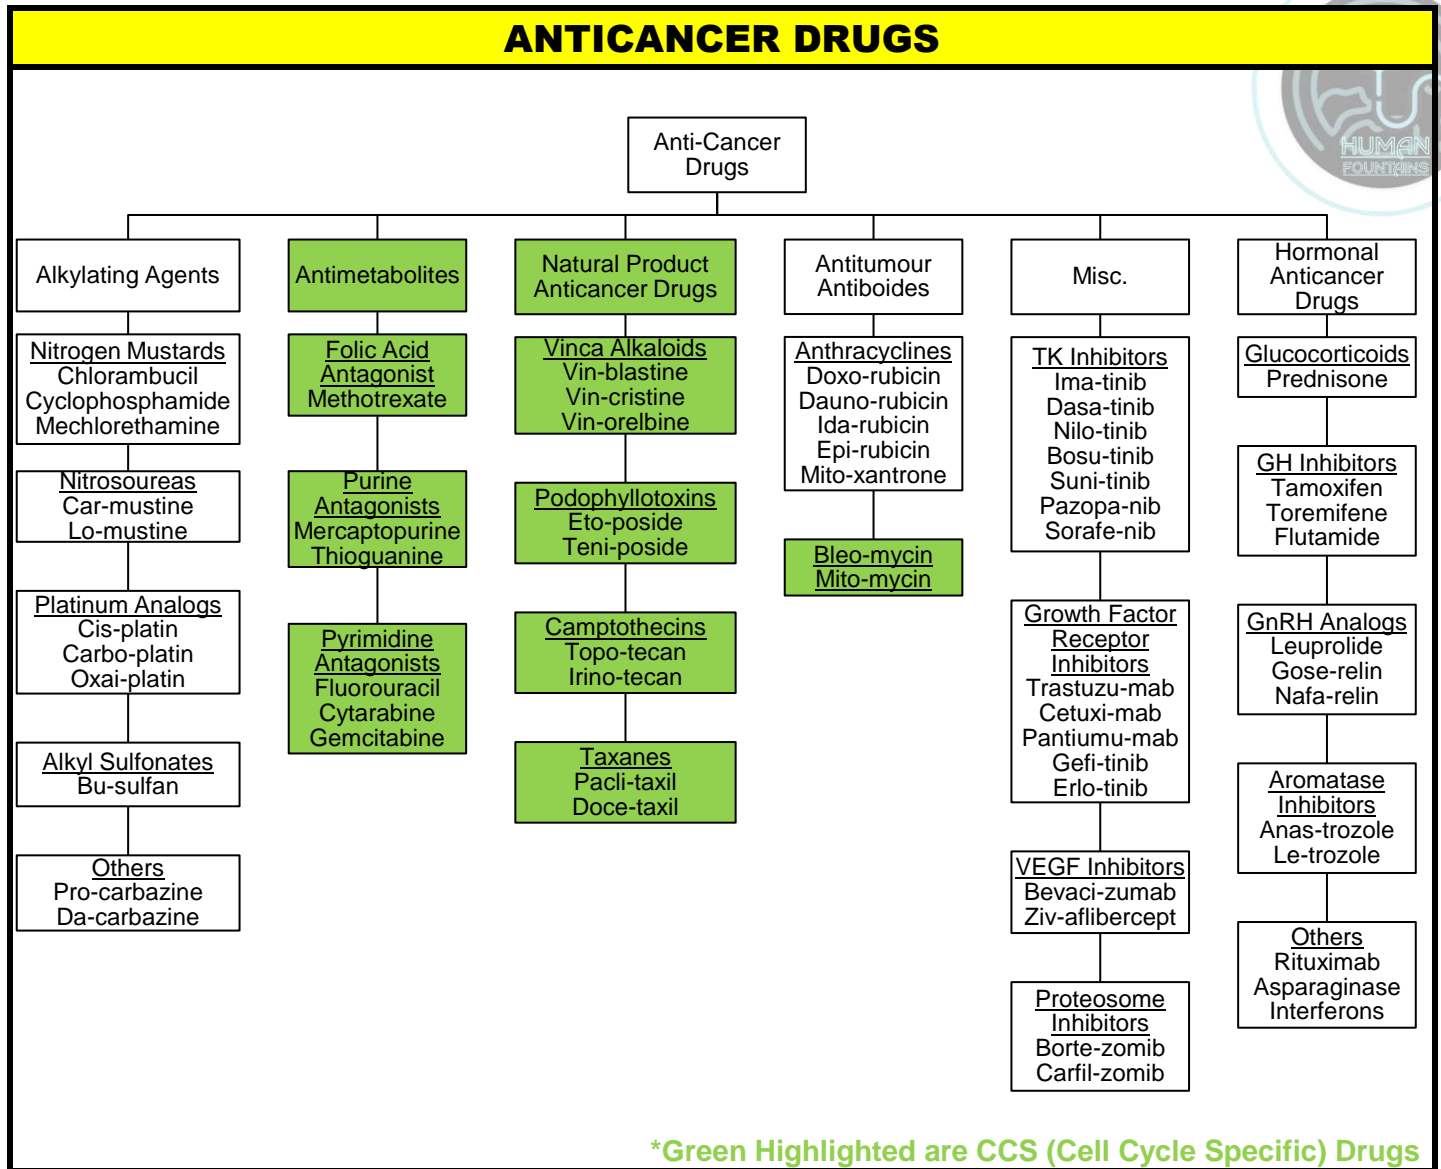 ANTICANCER DRUGS
HUMAN
FOUNTAINS
Anti-Cancer
Drugs
Alkylating Agents
Nitrogen Mustards
Chlorambucil
Cyclophosphamide
Mechlorethamine
Nitrosoureas
Car-mustine
Lo-mustine
Platinum Analogs
Cis-platin
Carbo-platin
Oxai-platin
Alkyl Sulfonates
Bu-sulfan
Others
Pro-carbazine
Da-carbazine
Antimetabolites
Folic Acid
Antagonist
Methotrexate
Purine
Antagonists
Mercaptopurine
Thioguanine
Pyrimidine
Antagonists
Fluorouracil
Cytarabine
Gemcitabine
Natural Product
Anticancer Drugs
Vinca Alkaloids
Vin-blastine
Vin-cristine
Vin-orelbine
Podophyllotoxins
Eto-poside
Teni-poside
Camptothecins
Topo-tecan
Irino-tecan
Taxanes
Pacli-taxil
Doce-taxil
Antitumour
Antiboides
Anthracyclines
Doxo-rubicin
Dauno-rubicin
Ida-rubicin
Epi-rubicin
Mito-xantrone
Bleo-mycin
Mito-mycin
Misc.
TK Inhibitors
Ima-tinib
Dasa-tinib
Nilo-tinib
Bosu-tinib
Suni-tinib
Pazopa-nib
Sorafe-nib
Growth Factor
Receptor
Inhibitors
Trastuzu-mab
Cetuxi-mab
Pantiumu-mab
Gefi-tinib
Erlo-tinib
VEGF Inhibitors
Bevaci-zumab
Ziv-aflibercept
Proteosome
Inhibitors
Borte-zomib
Carfil-zomib
Hormonal
Anticancer
Drugs
Glucocorticoids
Prednisone
GH Inhibitors
Tamoxifen
Toremifene
Flutamide
GnRH Analogs
Leuprolide
Gose-relin
Nafa-relin
Aromatase
Inhibitors
Anas-trozole
Le-trozole
Others
Rituximab
Asparaginase
Interferons
*Green Highlighted are CCS (Cell Cycle Specific) Drugs